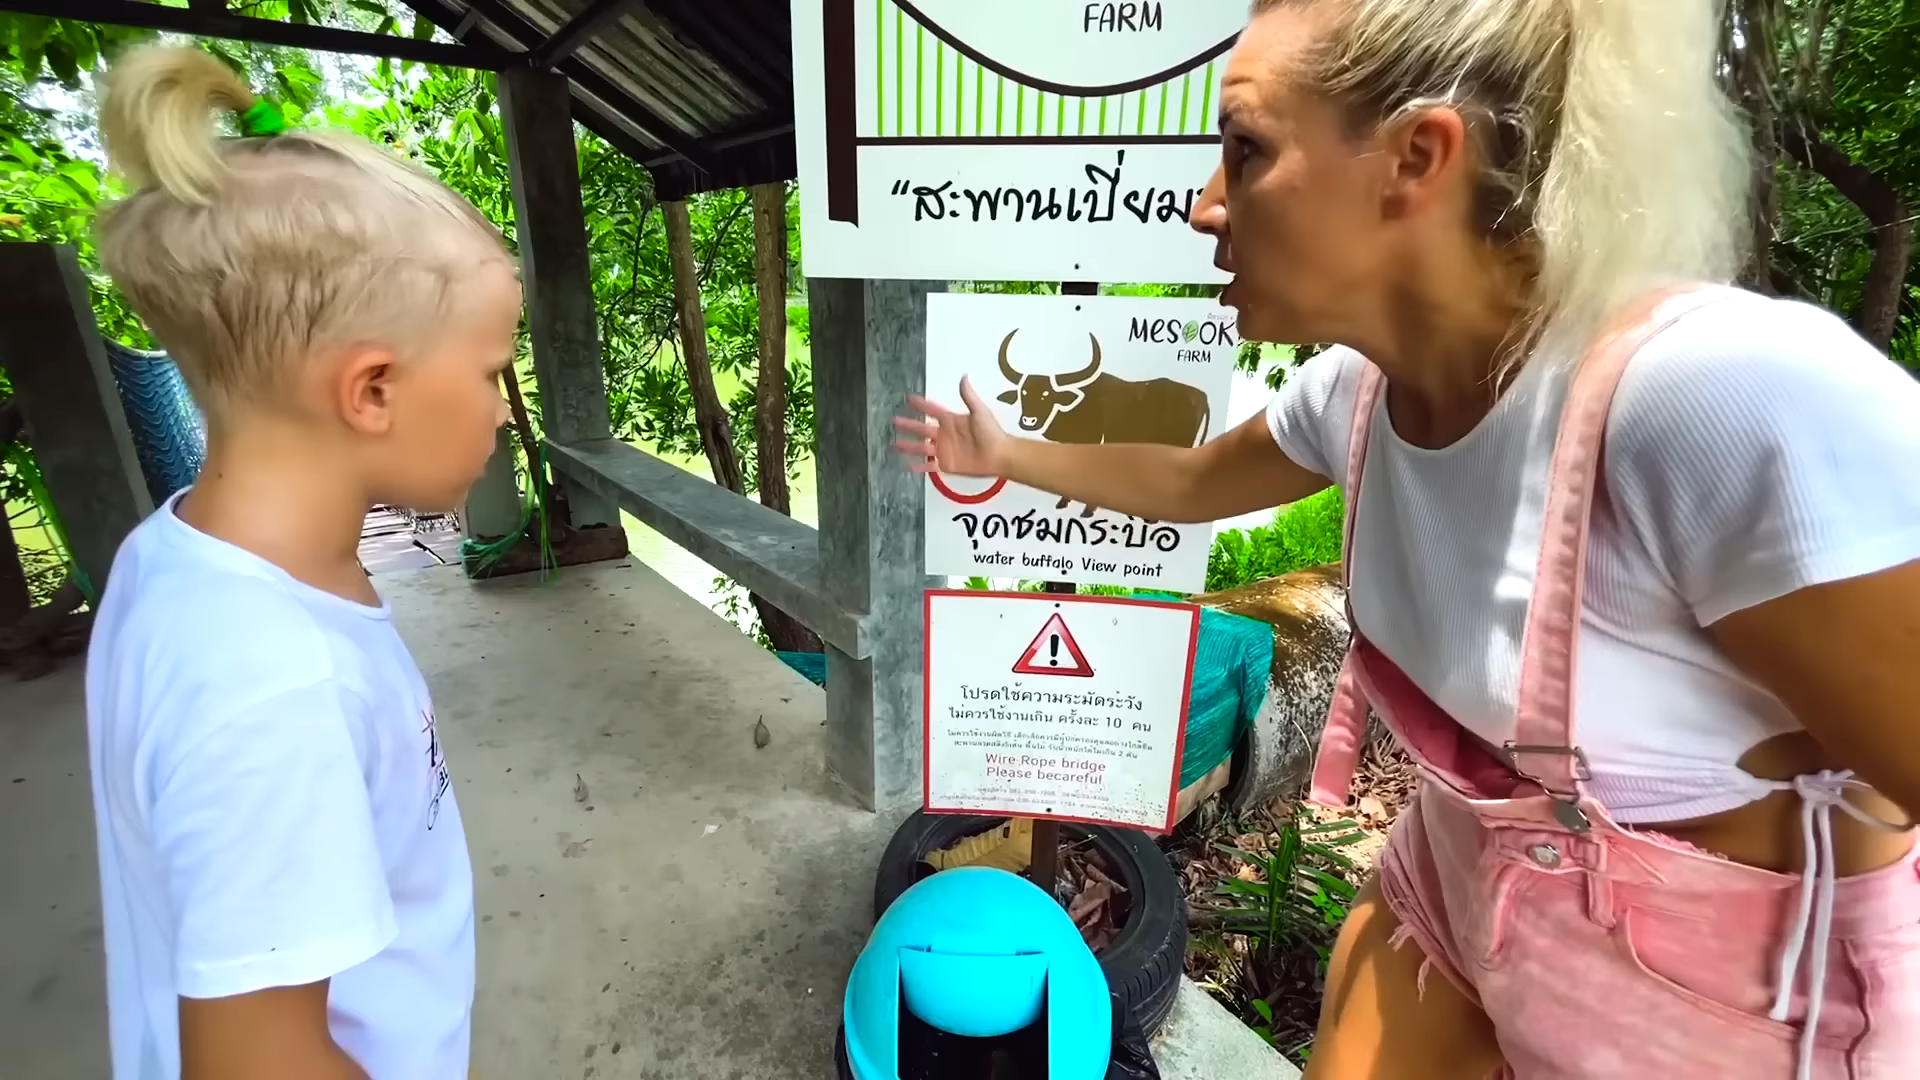 FARM
“สะพานเปี่ยม
MESOOK
FARM
จุดชมกระบือ
water buffalo View point
โปรดใช้ความระมัดระวัง
ไม่ควรใช้งานเกิน ครั้งละ 10 คน
Wire Rope bridge
Please becareful